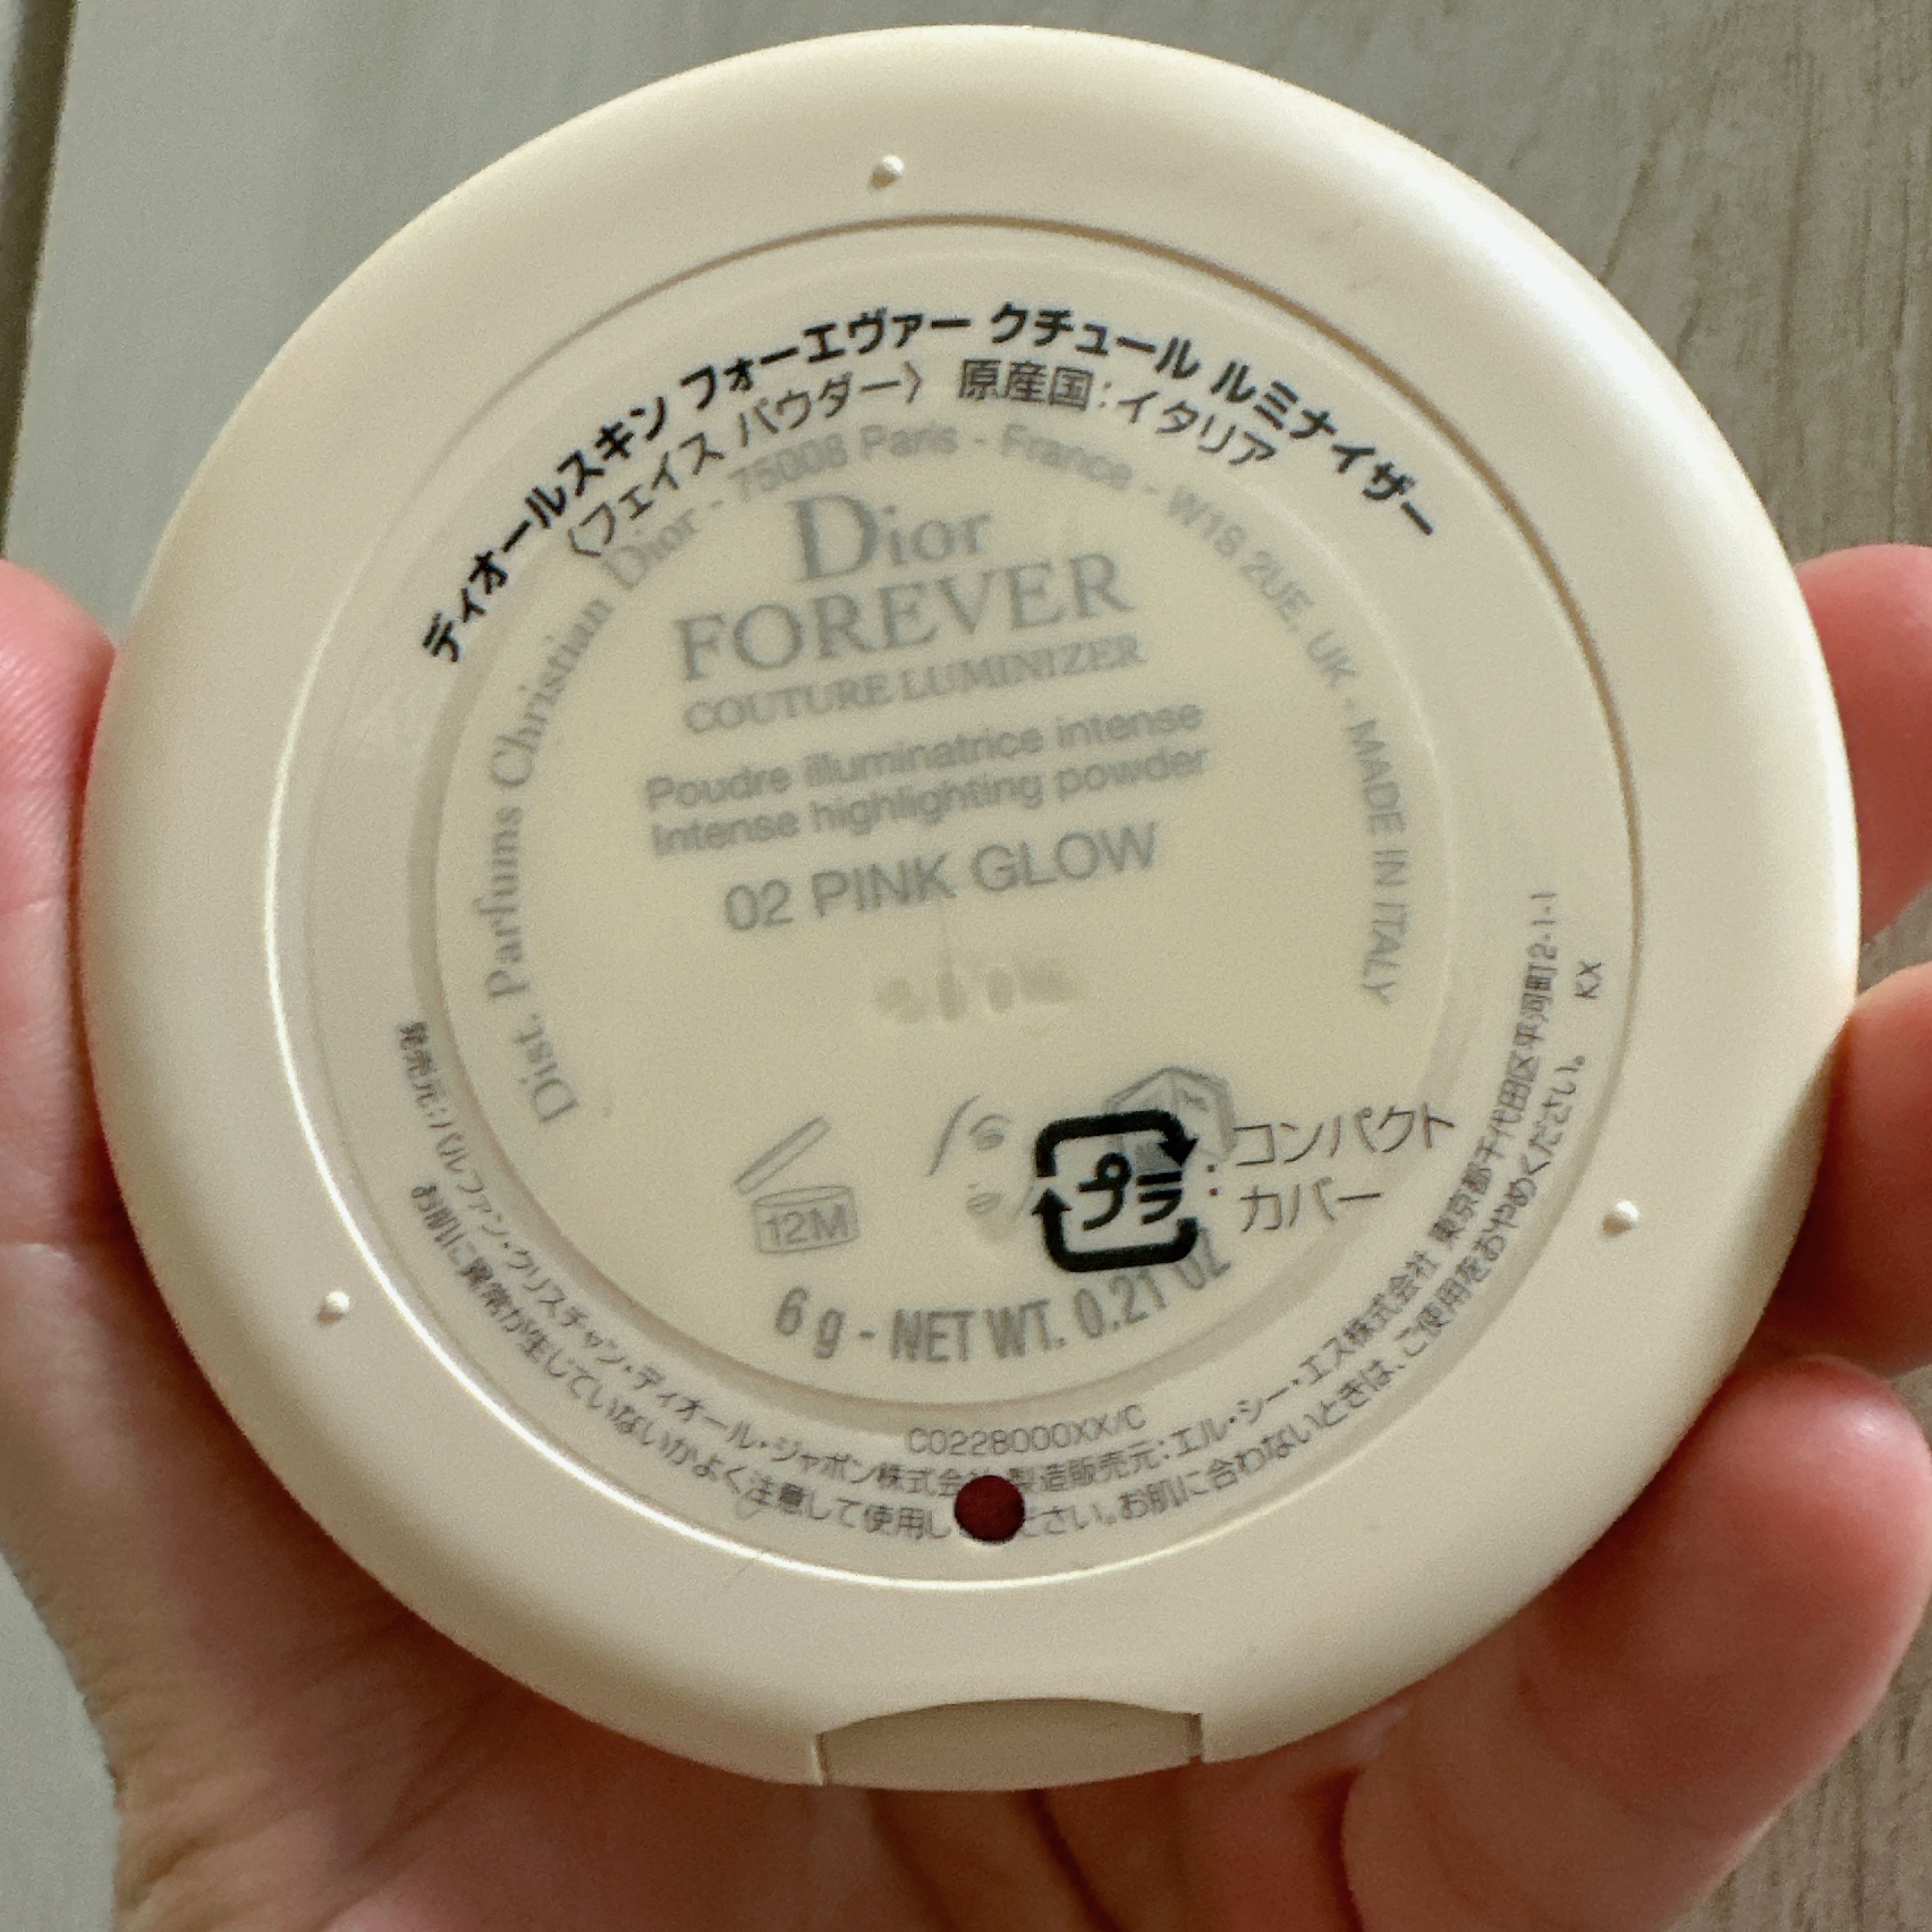 ディオールスキン フォーエヴァー クチュール ルミナイザー
〈フェイス パウダー〉 原産国:イタリア
Dist. Parfums Christian Dior - 75008 Paris - France - W1S 2UE, UK - MADE IN ITALY
Dior
FOREVER
COUTURE LUMINIZER
Poudre illuminatrice intense
Intense highlighting powder
02 PINK GLOW
12M
プラ
:コンパクト
カバー
6 g - NET WT. 0.21 OZ
C0228000XX/C
発売元:パルファン・クリスチャン・ディオール・ジャポン株式会社 製造販売元:エル・シー・エス株式会社 東京都千代田区平河町2-1-1
お肌に異常が生じていないかよく注意して使用し ださい。お肌に合わないときは、ご使用をおやめください。 KX